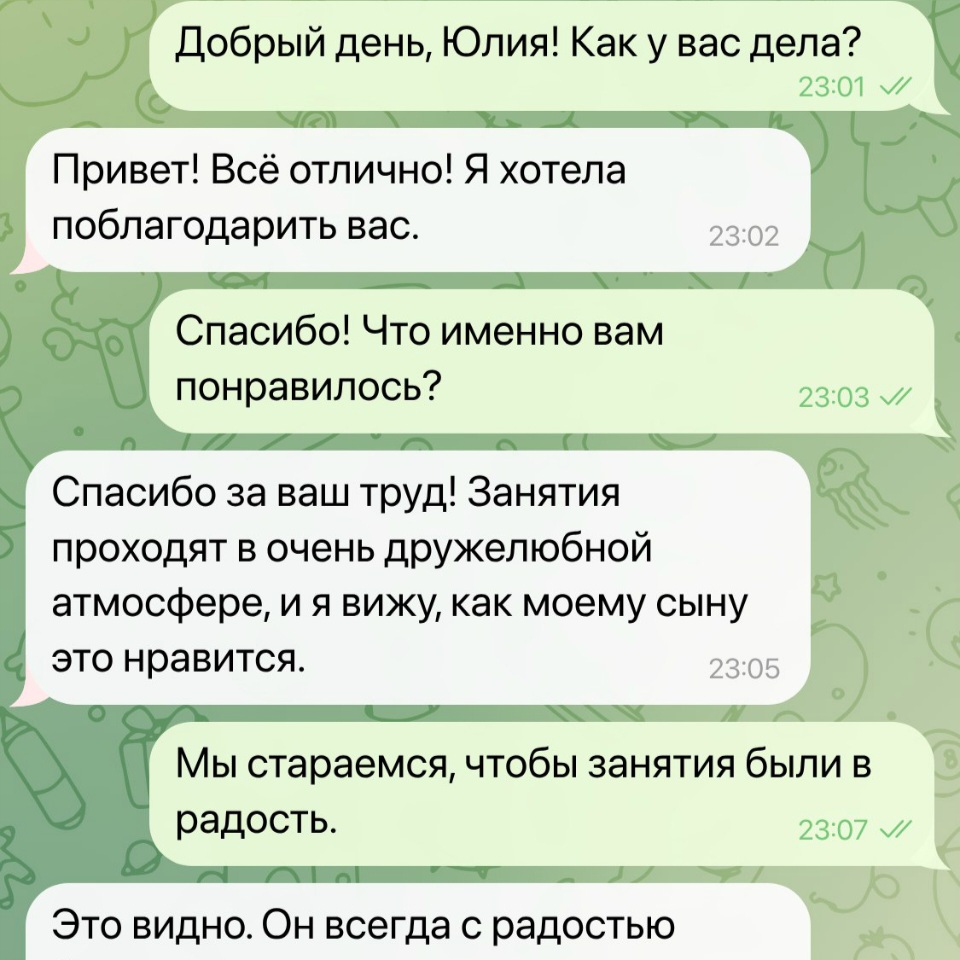 Добрый день, Юлия! Как у вас дела?
23:01
Привет! Всё отлично! Я хотела
поблагодарить вас.
23:02
Спасибо! Что именно вам
понравилось?
23:03
Спасибо за ваш труд! Занятия
проходят в очень дружелюбной
атмосфере, и я вижу, как моему сыну
это нравится.
23:05
Мы стараемся, чтобы занятия были в
радость.
23:07
Это видно. Он всегда с радостью